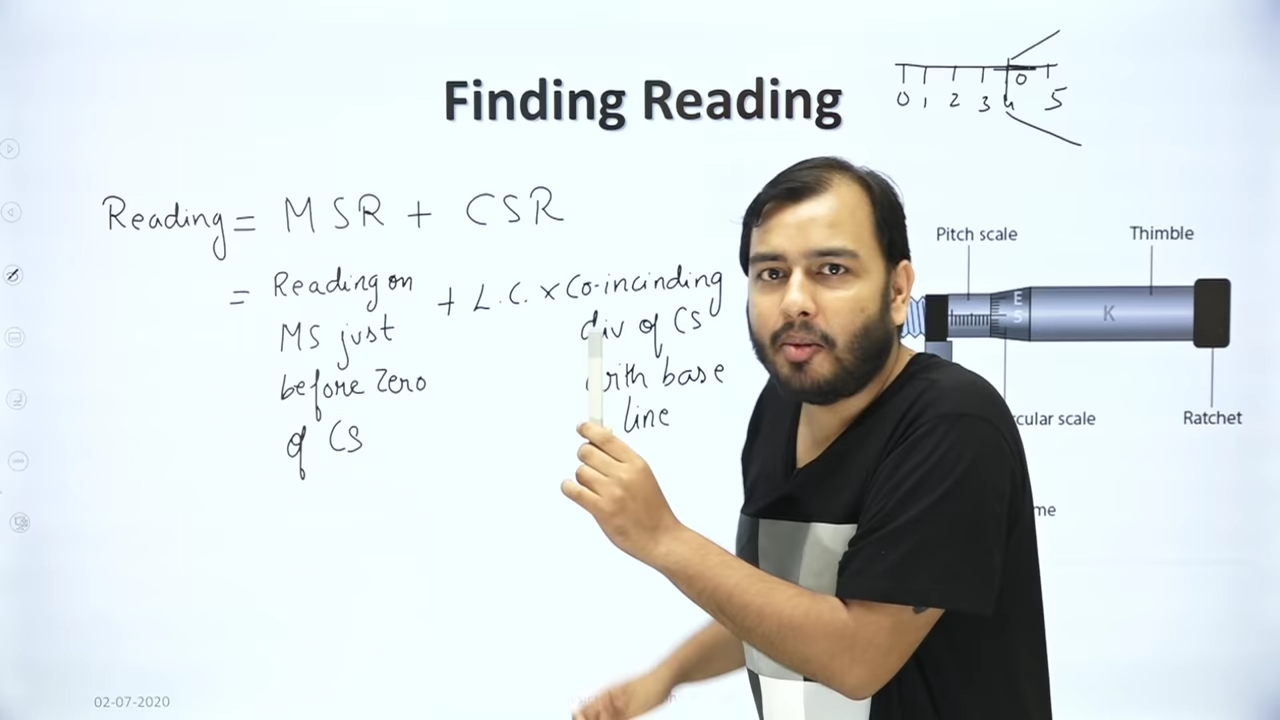 Finding Reading
0 1 2 3 4 0 5
Reading = MSR + CSR
= Reading on + L.C. × Co-incinding
MS just div of CS
before Zero with base
of CS line
Pitch scale
Thimble
E
S
K
cular scale
Ratchet
me
02-07-2020